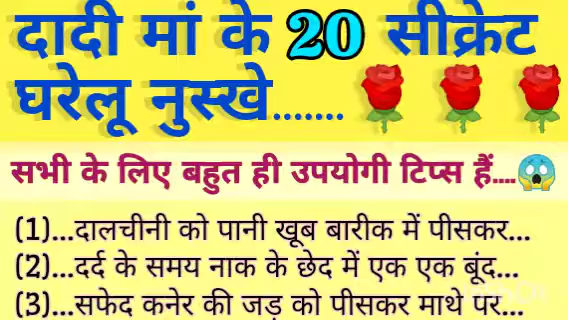 दादी मां के 20 सीक्रेट
घरेलू नुस्खे.......
सभी के लिए बहुत ही उपयोगी टिप्स हैं....
(1)...दालचीनी को पानी खूब बारीक में पीसकर...
(2)...दर्द के समय नाक के छेद में एक एक बूंद...
(3)...सफेद कनेर की जड़ को पीसकर माथे पर...